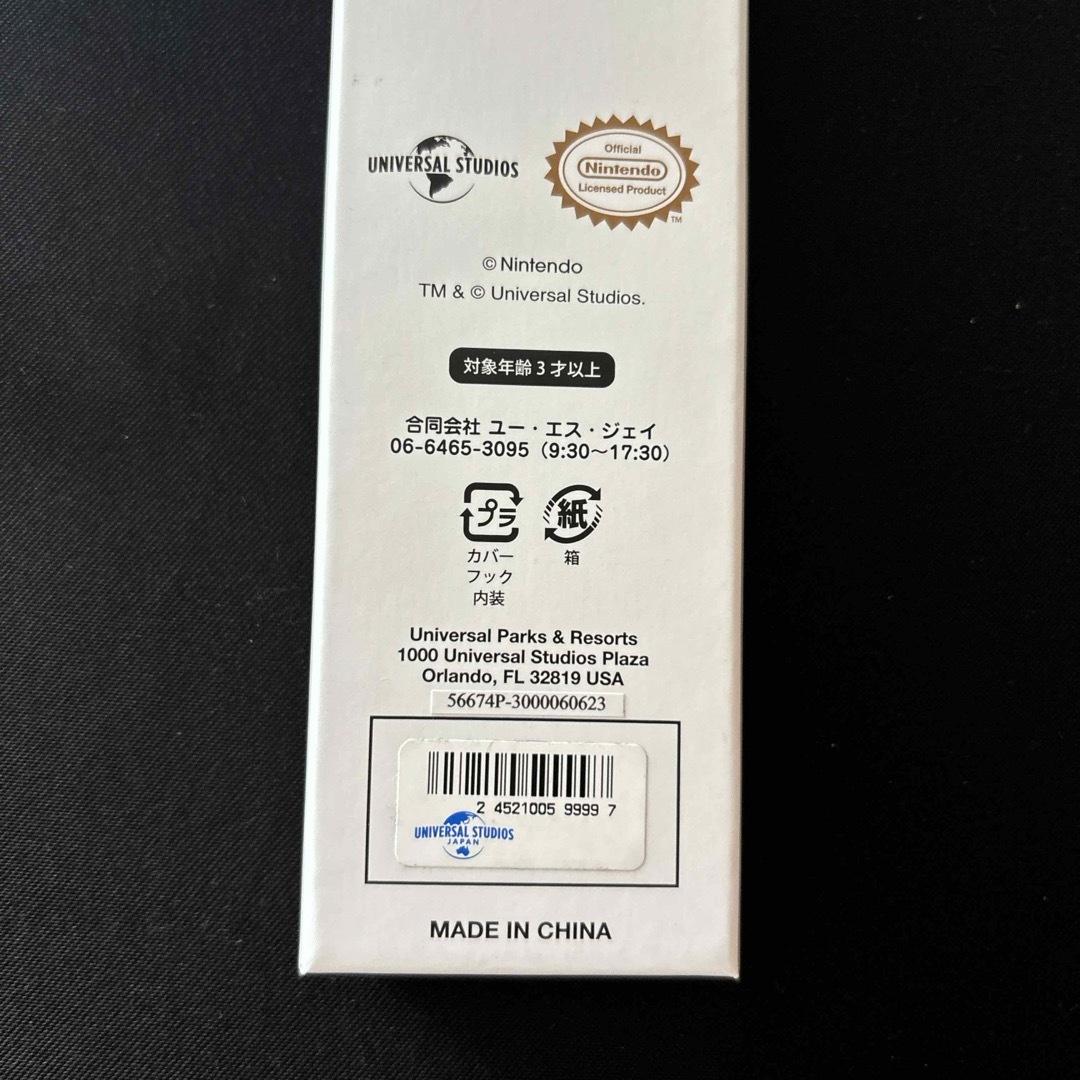 UNIVERSAL STUDIOS
Official
Nintendo
Licensed Product
TM
© Nintendo
TM & © Universal Studios.
対象年齢3才以上
合同会社 ユー・エス・ジェイ
06-6465-3095（9:30〜17:30）
プラ 紙
カバー 箱
フック
内装
Universal Parks & Resorts
1000 Universal Studios Plaza
Orlando, FL 32819 USA
56674P-3000060623
2 4521005 9999 7
UNIVERSAL STUDIOS
JAPAN
MADE IN CHINA